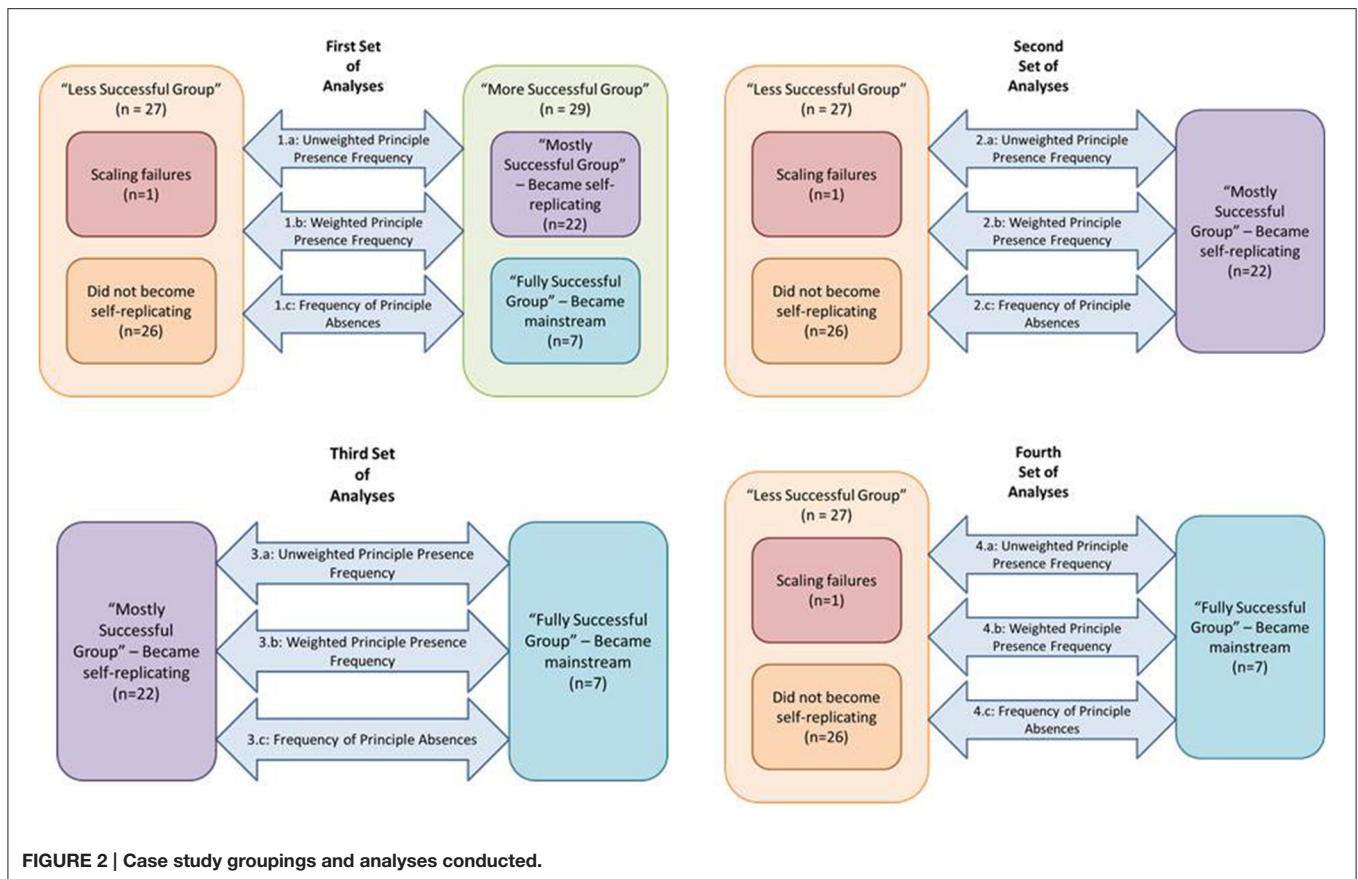 First Set
of
Analyses
“Less Successful Group”
(n = 27)
Scaling failures
(n=1)
Did not become
self-replicating
(n=26)
1.a: Unweighted Principle
Presence Frequency
1.b: Weighted Principle
Presence Frequency
1.c: Frequency of Principle
Absences
“More Successful Group”
(n = 29)
“Mostly
Successful Group”
– Became self-
replicating
(n=22)
“Fully Successful
Group” – Became
mainstream
(n=7)
Second
Set of
Analyses
“Less Successful Group”
(n = 27)
Scaling failures
(n=1)
Did not become
self-replicating
(n=26)
2.a: Unweighted Principle
Presence Frequency
2.b: Weighted Principle
Presence Frequency
2.c: Frequency of Principle
Absences
“Mostly
Successful
Group” – Became
self-replicating
(n=22)
Third Set
of
Analyses
“Mostly
Successful
Group” – Became
self-replicating
(n=22)
3.a: Unweighted Principle Presence
Frequency
3.b: Weighted Principle Presence
Frequency
3.c: Frequency of Principle Absences
“Fully Successful
Group” – Became
mainstream
(n=7)
Fourth
Set of
Analyses
“Less Successful Group”
(n = 27)
Scaling failures
(n=1)
Did not become
self-replicating
(n=26)
4.a: Unweighted Principle
Presence Frequency
4.b: Weighted Principle
Presence Frequency
4.c: Frequency of Principle
Absences
“Fully Successful
Group” – Became
mainstream
(n=7)
FIGURE 2 | Case study groupings and analyses conducted.